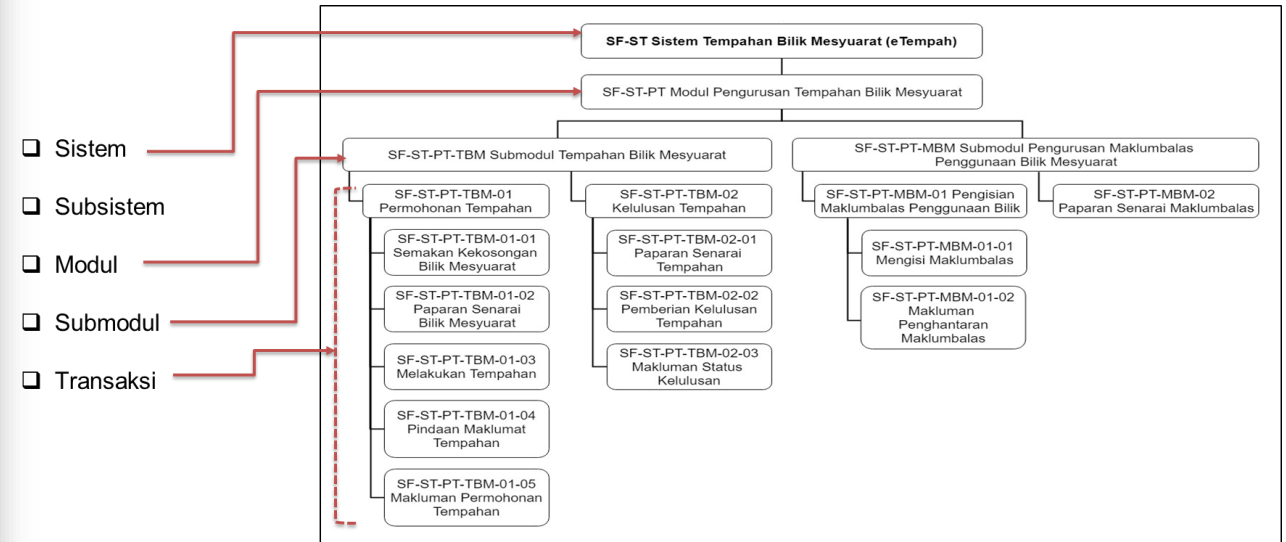 Sistem
Subsistem
Modul
Submodul
Transaksi
SF-ST Sistem Tempahan Bilik Mesyuarat (eTempah)
SF-ST-PT Modul Pengurusan Tempahan Bilik Mesyuarat
SF-ST-PT-TBM Submodul Tempahan Bilik Mesyuarat
SF-ST-PT-TBM-01
Permohonan Tempahan
SF-ST-PT-TBM-01-01
Semakan Kekosongan
Bilik Mesyuarat
SF-ST-PT-TBM-01-02
Paparan Senarai
Bilik Mesyuarat
SF-ST-PT-TBM-01-03
Melakukan Tempahan
SF-ST-PT-TBM-01-04
Pindaan Maklumat
Tempahan
SF-ST-PT-TBM-01-05
Makluman Permohonan
Tempahan
SF-ST-PT-TBM-02
Kelulusan Tempahan
SF-ST-PT-TBM-02-01
Paparan Senarai
Tempahan
SF-ST-PT-TBM-02-02
Pemberian Kelulusan
Tempahan
SF-ST-PT-TBM-02-03
Makluman Status
Kelulusan
SF-ST-PT-MBM Submodul Pengurusan Maklumbalas
Penggunaan Bilik Mesyuarat
SF-ST-PT-MBM-01 Pengisian
Maklumbalas Penggunaan Bilik
SF-ST-PT-MBM-01-01
Mengisi Maklumbalas
SF-ST-PT-MBM-01-02
Makluman
Penghantaran
Maklumbalas
SF-ST-PT-MBM-02
Paparan Senarai Maklumbalas